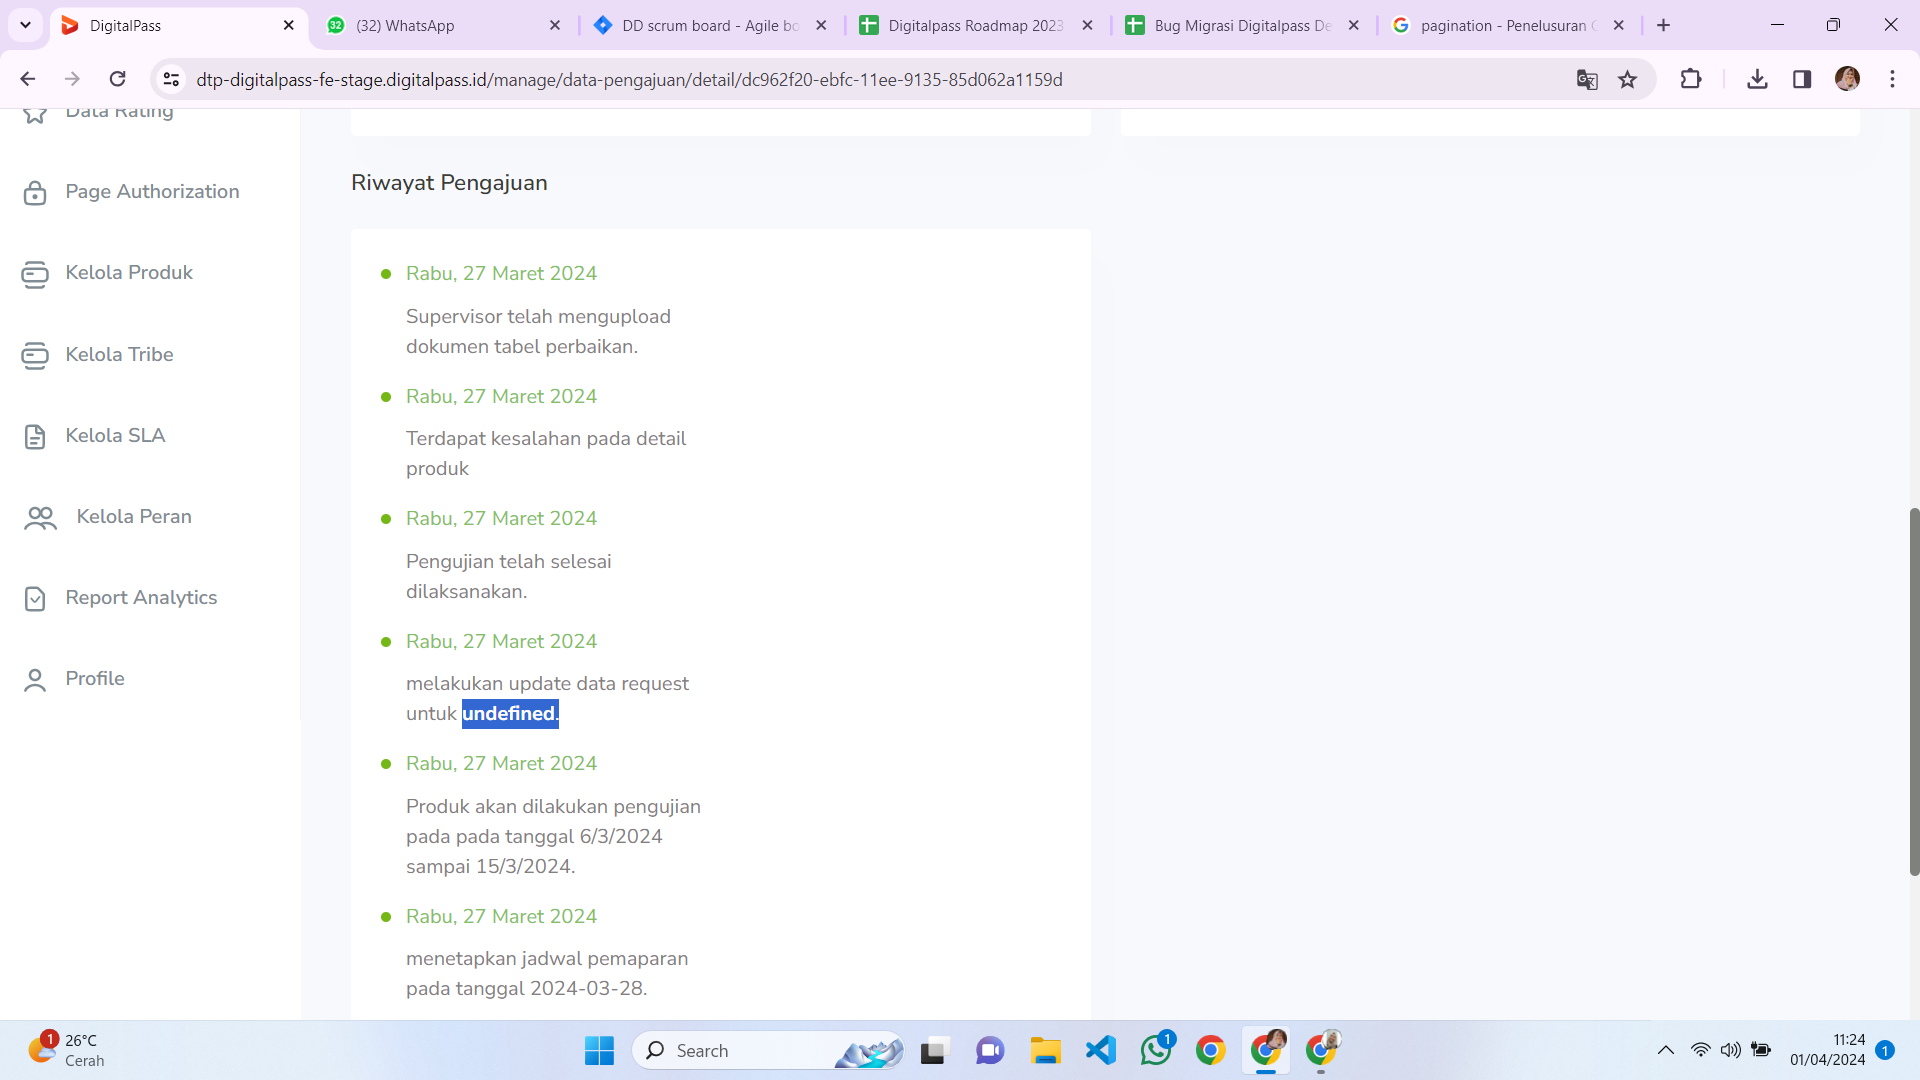 DigitalPass
(32) WhatsApp
DD scrum board - Agile bo
Digitalpass Roadmap 2023
Bug Migrasi Digitalpass De
pagination - Penelusuran G
dtp-digitalpass-fe-stage.digitalpass.id/manage/data-pengajuan/detail/dc962f20-ebfc-11ee-9135-85d062a1159d
Data Rating
Page Authorization
Kelola Produk
Kelola Tribe
Kelola SLA
Kelola Peran
Report Analytics
Profile
Riwayat Pengajuan
Rabu, 27 Maret 2024
Supervisor telah mengupload
dokumen tabel perbaikan.
Rabu, 27 Maret 2024
Terdapat kesalahan pada detail
produk
Rabu, 27 Maret 2024
Pengujian telah selesai
dilaksanakan.
Rabu, 27 Maret 2024
melakukan update data request
untuk undefined.
Rabu, 27 Maret 2024
Produk akan dilakukan pengujian
pada pada tanggal 6/3/2024
sampai 15/3/2024.
Rabu, 27 Maret 2024
menetapkan jadwal pemaparan
pada tanggal 2024-03-28.
1
26°C
Cerah
Search
1
11:24
01/04/2024
1